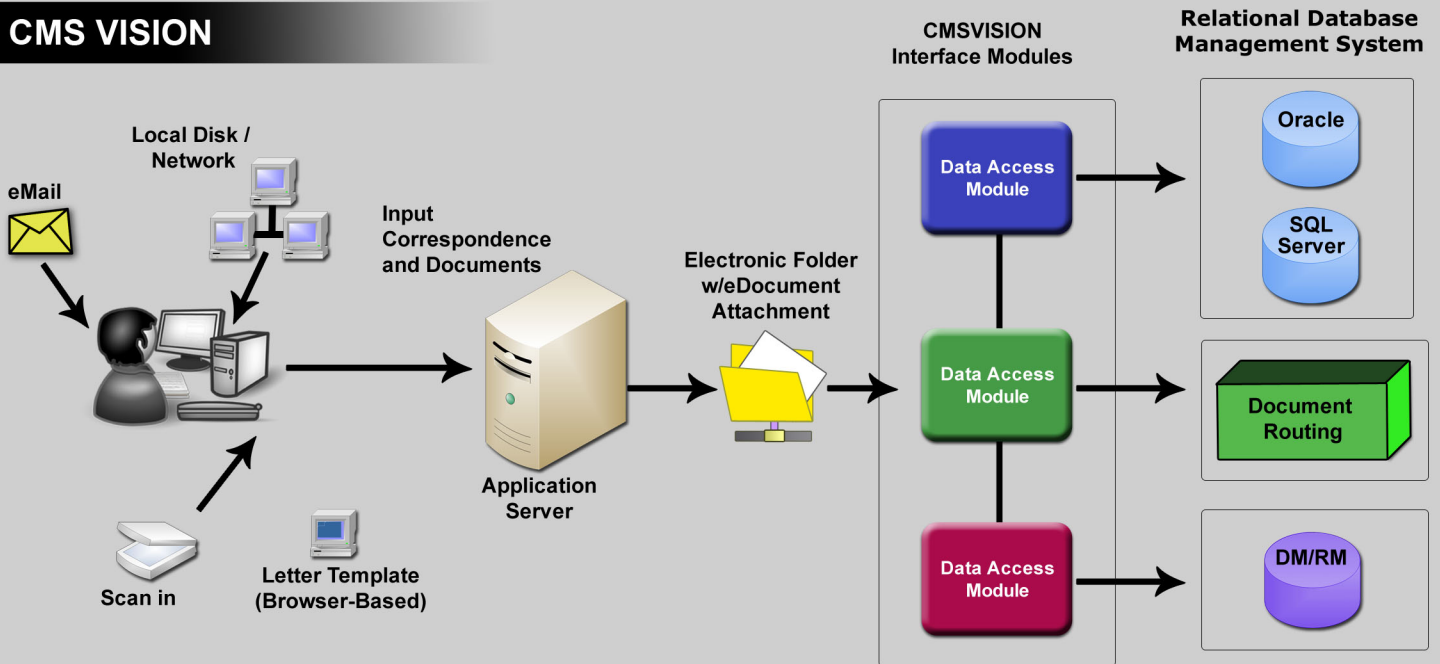 CMS VISION
CMSVISION
Interface Modules
Relational Database
Management System
Local Disk /
Network
eMail
Input
Correspondence
and Documents
Electronic Folder
w/eDocument
Attachment
Application
Server
Scan in
Letter Template
(Browser-Based)
Data Access
Module
Data Access
Module
Data Access
Module
Oracle
SQL
Server
Document
Routing
DM/RM